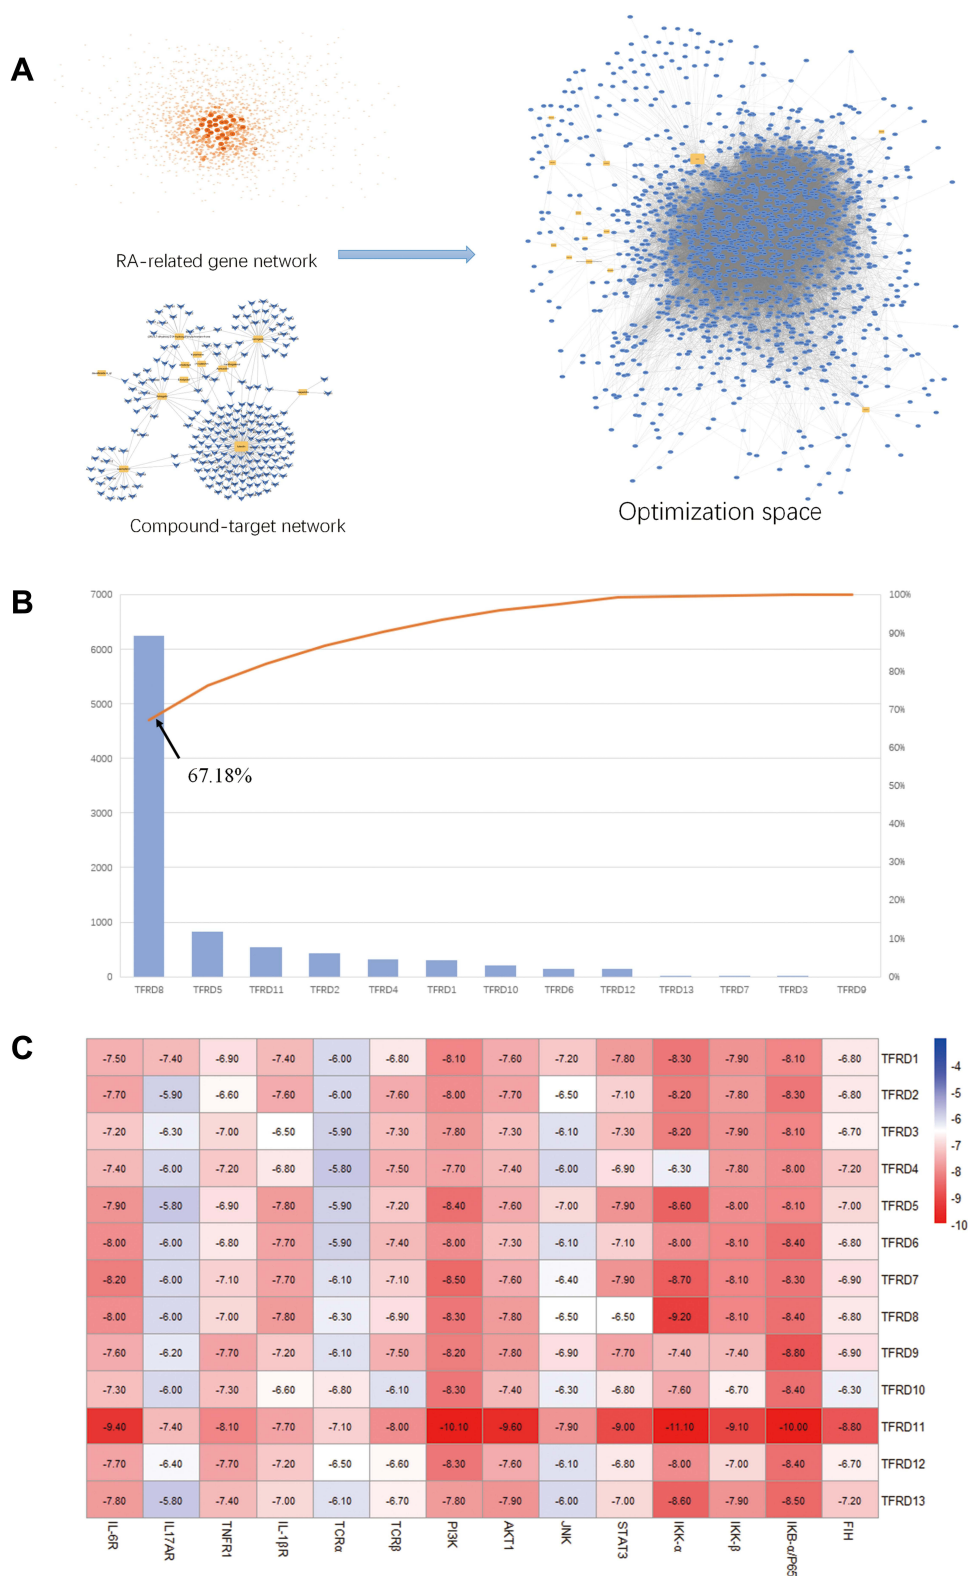 A
RA-related gene network
Compound-target network
Optimization space
B
7000
6000
5000
4000
3000
2000
1000
0
100%
90%
80%
70%
60%
50%
40%
30%
20%
10%
0%
67.18%
TFRD8 TFRD5 TFRD11 TFRD2 TFRD4 TFRD1 TFRD10 TFRD6 TFRD12 TFRD13 TFRD7 TFRD3 TFRD9
C
-7.50 -7.40 -6.90 -7.40 -6.00 -6.80 -8.10 -7.60 -7.20 -7.80 -8.30 -7.90 -8.10 -6.80 TFRD1
-7.70 -5.90 -6.60 -7.60 -6.00 -7.60 -8.00 -7.70 -6.50 -7.10 -8.20 -7.80 -8.30 -6.80 TFRD2
-7.20 -6.30 -7.00 -6.50 -5.90 -7.30 -7.80 -7.30 -6.10 -7.30 -8.20 -7.90 -8.10 -6.70 TFRD3
-7.40 -6.00 -7.20 -6.80 -5.80 -7.50 -7.70 -7.40 -6.00 -6.90 -6.30 -7.80 -8.00 -7.20 TFRD4
-7.90 -5.80 -6.90 -7.80 -5.90 -7.20 -8.40 -7.60 -7.00 -7.90 -8.60 -8.00 -8.10 -7.00 TFRD5
-8.00 -6.00 -6.80 -7.70 -5.90 -7.40 -8.00 -7.30 -6.10 -7.10 -8.00 -8.10 -8.40 -6.80 TFRD6
-8.20 -6.00 -7.10 -7.70 -6.10 -7.10 -8.50 -7.60 -6.40 -7.90 -8.70 -8.10 -8.30 -6.90 TFRD7
-8.00 -6.00 -7.00 -7.80 -6.30 -6.90 -8.30 -7.80 -6.50 -6.50 -9.20 -8.10 -8.40 -6.80 TFRD8
-7.60 -6.20 -7.70 -7.20 -6.10 -7.50 -8.20 -7.80 -6.90 -7.70 -7.40 -7.40 -8.80 -6.90 TFRD9
-7.30 -6.00 -7.30 -6.60 -6.80 -6.10 -8.30 -7.40 -6.30 -6.80 -7.60 -6.70 -8.40 -6.30 TFRD10
-9.40 -7.40 -8.10 -7.70 -7.10 -8.00 -10.10 -9.60 -7.90 -9.00 -11.10 -9.10 -10.00 -8.80 TFRD11
-7.70 -6.40 -7.70 -7.20 -6.50 -6.60 -8.30 -7.60 -6.10 -6.80 -8.00 -7.00 -8.40 -6.70 TFRD12
-7.80 -5.80 -7.40 -7.00 -6.10 -6.70 -7.80 -7.90 -6.00 -7.00 -8.60 -7.90 -8.50 -7.20 TFRD13
IL-6R IL17AR TNFR1 IL-1βR TCRα TCRβ PI3K AKT1 JNK STAT3 IKK-α IKK-β IKB-α/P65 FIH
-4
-5
-6
-7
-8
-9
-10